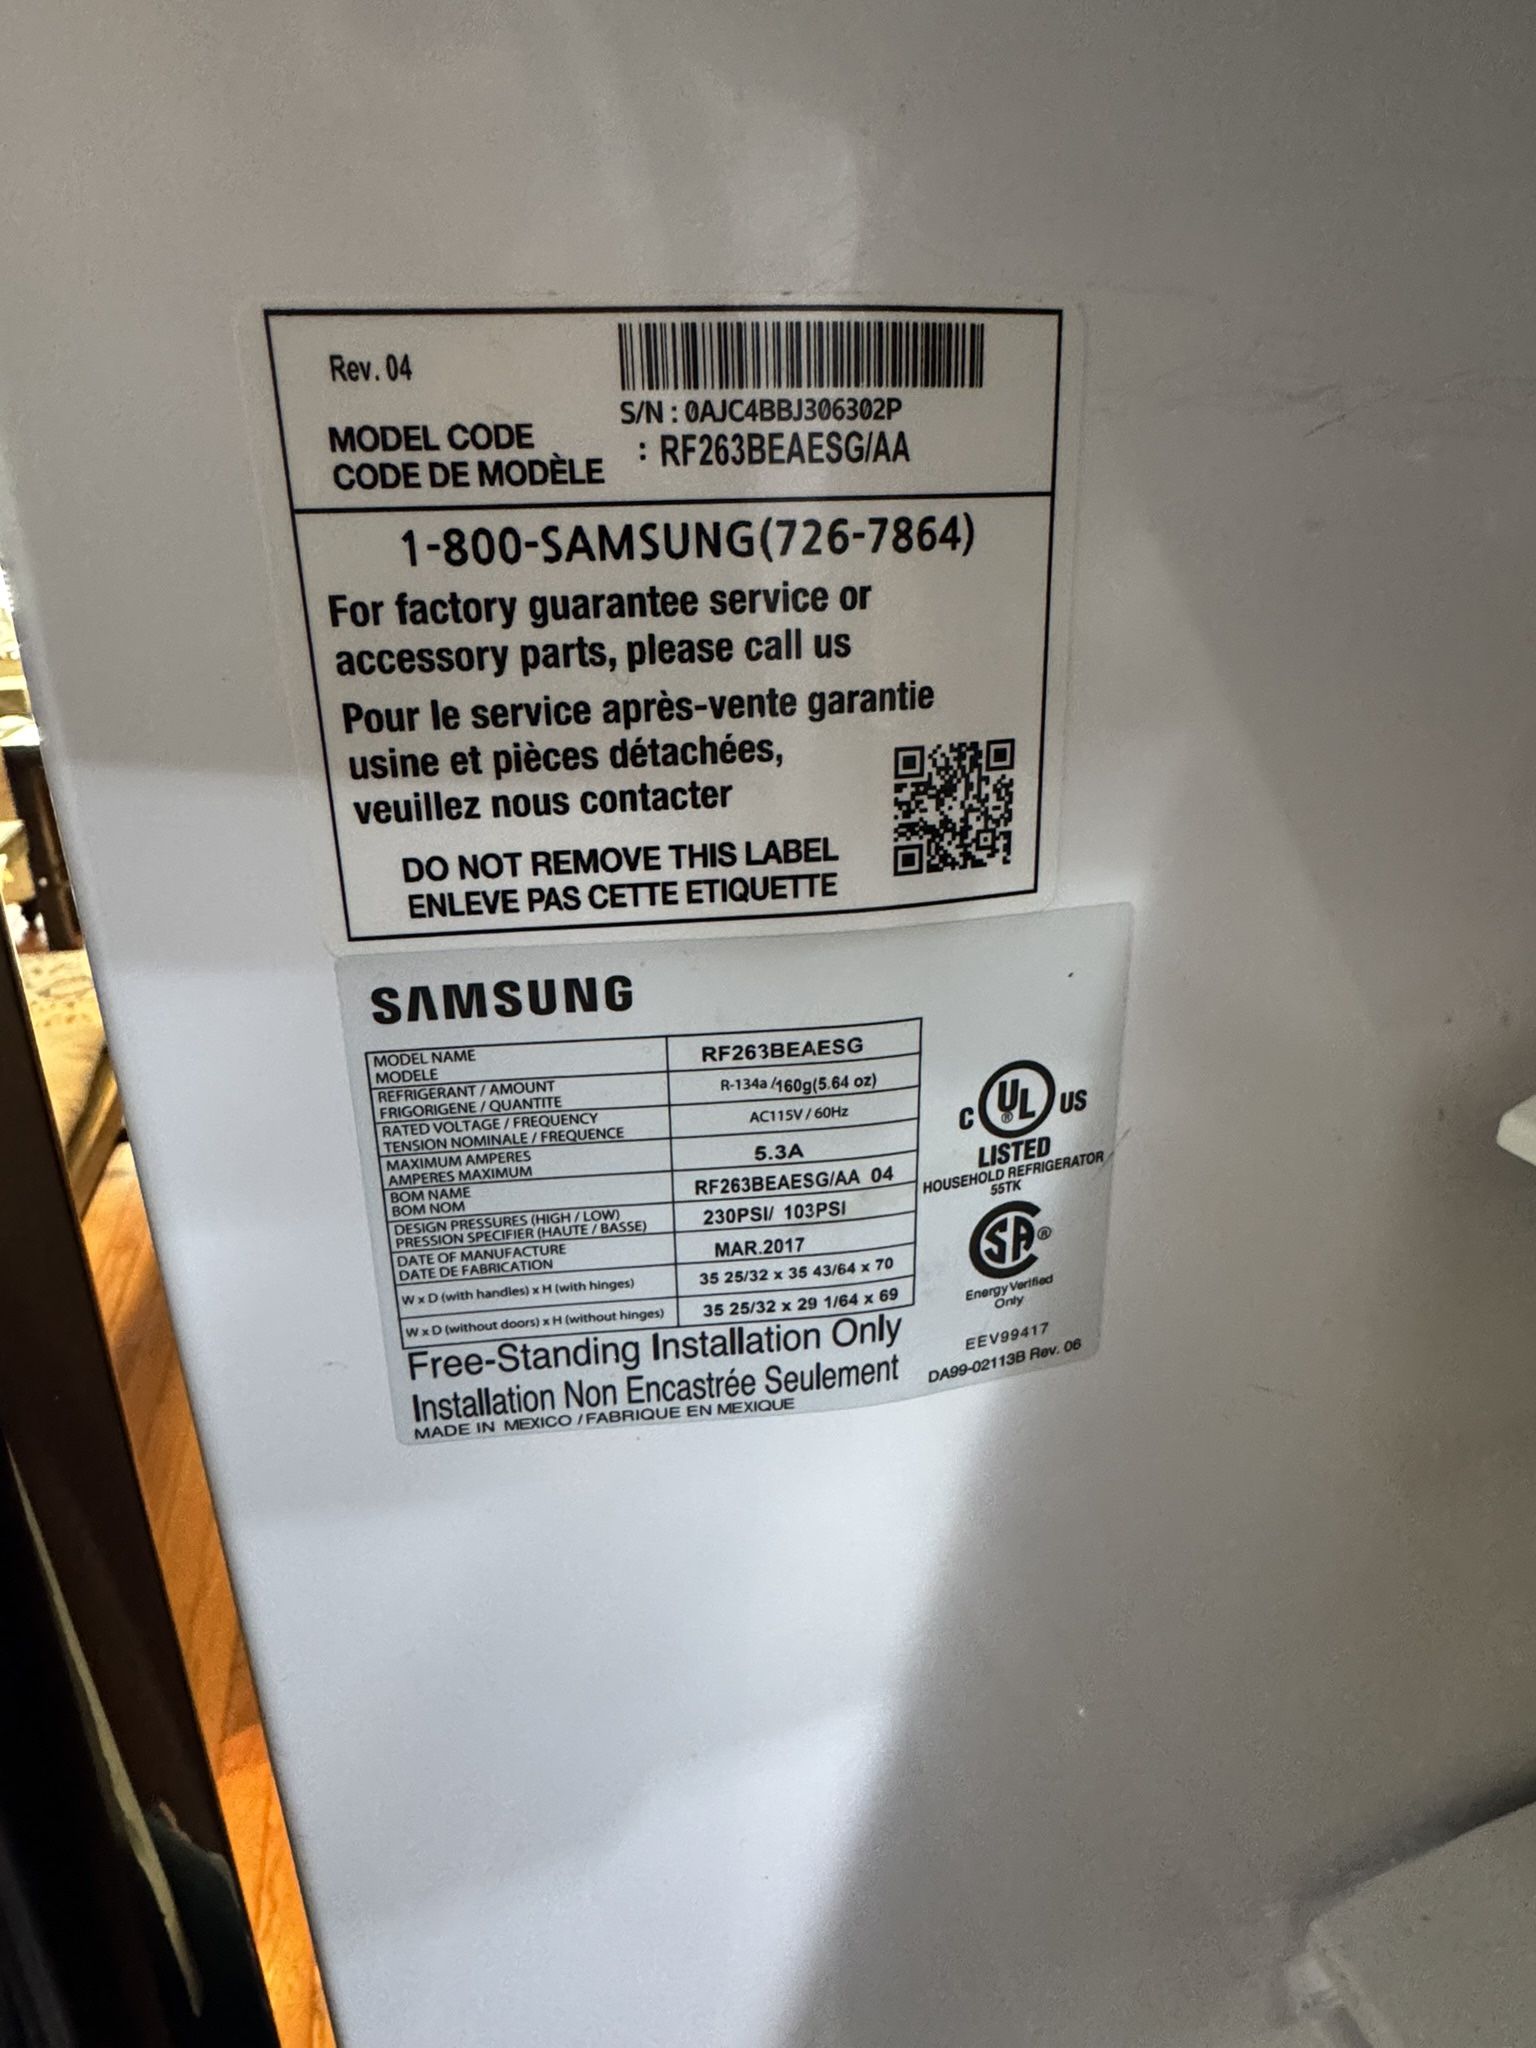 Rev. 04
S/N : 0AJC4BBJ306302P
MODEL CODE
CODE DE MODÈLE : RF263BEAESG/AA
1-800-SAMSUNG(726-7864)
For factory guarantee service or
accessory parts, please call us
Pour le service après-vente garantie
usine et pièces détachées,
veuillez nous contacter
DO NOT REMOVE THIS LABEL
ENLEVE PAS CETTE ETIQUETTE
SAMSUNG
MODEL NAME
MODELE
RF263BEAESG
REFRIGERANT / AMOUNT
FRIGORIGENE / QUANTITE
R-134a /160g(5.64 oz)
RATED VOLTAGE / FREQUENCY
TENSION NOMINALE / FREQUENCE
AC115V / 60Hz
MAXIMUM AMPERES
AMPERES MAXIMUM
5.3A
BOM NAME
BOM NOM
RF263BEAESG/AA 04
DESIGN PRESSURES (HIGH / LOW)
PRESSION SPECIFIER (HAUTE / BASSE)
230PSI/ 103PSI
DATE OF MANUFACTURE
DATE DE FABRICATION
MAR.2017
W x D (with handles) x H (with hinges)
35 25/32 x 35 43/64 x 70
W x D (without doors) x H (without hinges)
35 25/32 x 29 1/64 x 69
Free-Standing Installation Only
Installation Non Encastrée Seulement
MADE IN MEXICO / FABRIQUE EN MEXIQUE
C UL ® US
LISTED
HOUSEHOLD REFRIGERATOR
55TK
SA ®
Energy Verified
Only
EEV99417
DA99-02113B Rev. 06